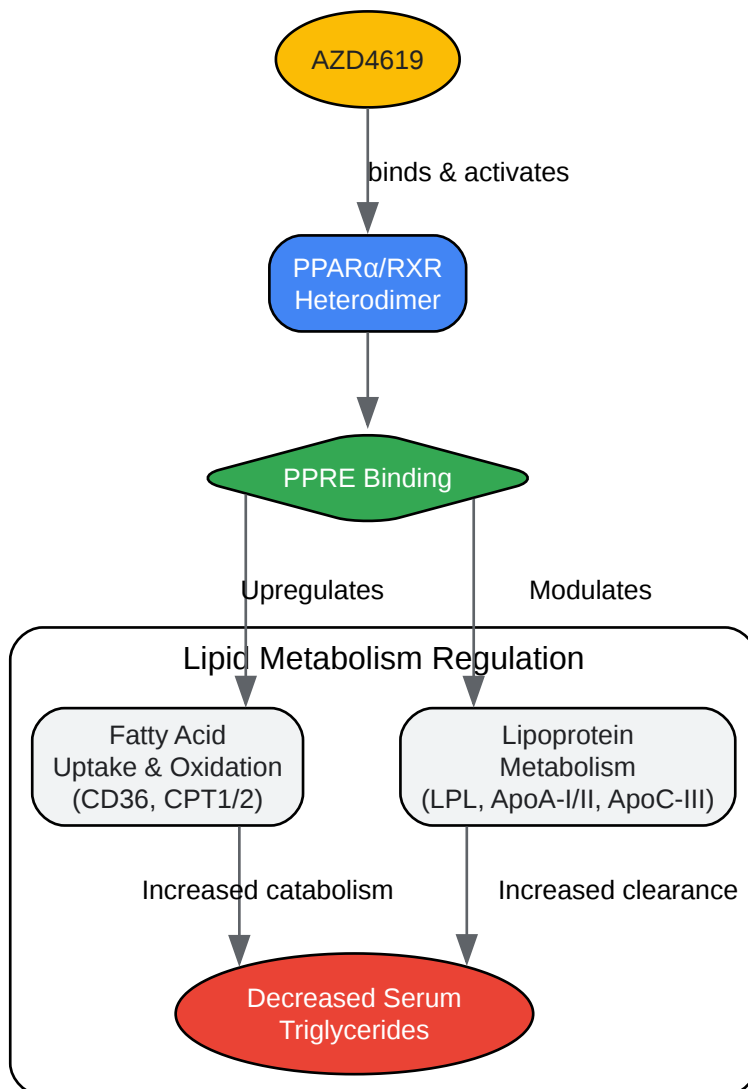 AZD4619
binds & activates
PPARα/RXR
Heterodimer
PPRE Binding
Upregulates
Modulates
Lipid Metabolism Regulation
Fatty Acid
Uptake & Oxidation
(CD36, CPT1/2)
Lipoprotein
Metabolism
(LPL, ApoA-I/II, ApoC-III)
Increased catabolism
Increased clearance
Decreased Serum
Triglycerides